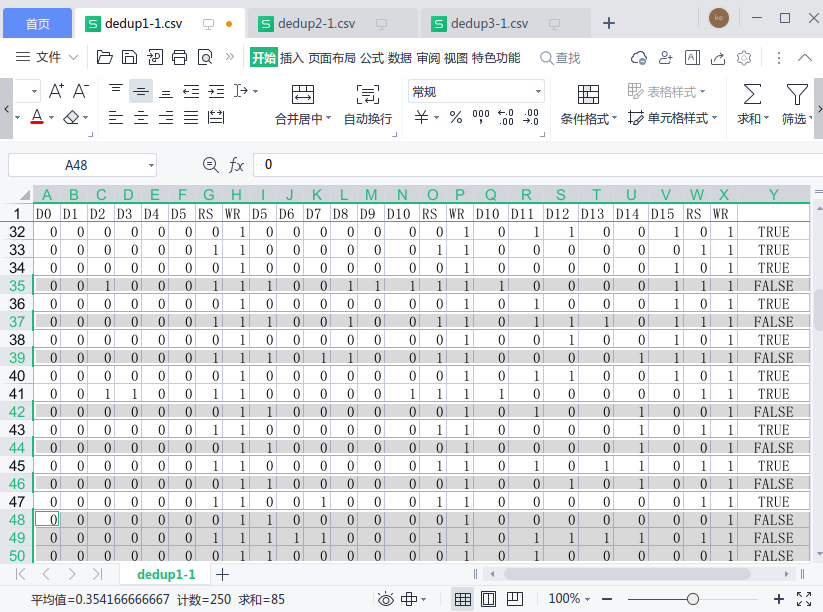 首页 S dedup1-1.csv S dedup2-1.csv S dedup3-1.csv + ko
文件 » 开始 插入 页面布局 公式 数据 审阅 视图 特色功能 查找
合并居中 自动换行 常规 ¥ % 000 条件格式 表格样式 单元格样式 求和 筛选
A48 fx 0
A B C D E F G H I J K L M N O P Q R S T U V W X Y
1 D0 D1 D2 D3 D4 D5 RS WR D5 D6 D7 D8 D9 D10 RS WR D10 D11 D12 D13 D14 D15 RS WR
32 0 0 0 0 0 0 0 1 0 0 0 0 0 0 0 1 0 1 1 0 0 1 0 1 TRUE
33 0 0 0 0 0 0 1 1 0 0 0 0 0 0 1 1 0 0 0 0 0 0 1 1 TRUE
34 0 0 0 0 0 0 0 1 0 0 0 0 0 0 0 1 0 0 0 0 0 1 0 1 TRUE
35 0 0 1 0 0 0 1 1 1 0 0 1 1 1 1 1 1 0 0 0 0 1 1 1 FALSE
36 0 0 0 0 0 0 0 1 0 0 0 0 0 0 0 1 0 1 0 0 0 1 0 1 TRUE
37 0 0 0 0 0 0 1 1 1 0 0 1 0 0 1 1 0 1 1 1 0 1 1 1 FALSE
38 0 0 0 0 0 0 0 1 0 0 0 0 0 0 0 1 0 0 1 0 0 1 0 1 TRUE
39 0 0 0 0 0 0 1 1 1 0 1 1 0 0 1 1 0 0 0 0 1 1 1 1 FALSE
40 0 0 0 0 0 0 0 1 0 0 0 0 0 0 0 1 0 1 1 0 0 1 0 1 TRUE
41 0 0 1 1 0 0 1 1 0 0 0 0 0 1 1 1 1 0 0 0 0 0 1 1 TRUE
42 0 0 0 0 0 0 0 1 1 0 0 0 0 0 0 1 0 1 0 0 1 0 0 1 FALSE
43 0 0 0 0 0 0 1 1 0 0 0 0 0 0 1 1 0 0 0 0 1 0 1 1 TRUE
44 0 0 0 0 0 0 0 1 1 0 0 0 0 0 0 1 0 0 0 0 1 0 0 1 FALSE
45 0 0 0 0 0 0 1 1 0 0 0 0 0 0 1 1 0 1 0 1 1 0 1 1 TRUE
46 0 0 0 0 0 0 0 1 1 0 0 0 0 0 0 1 0 0 1 0 1 0 0 1 FALSE
47 0 0 0 0 0 0 1 1 0 0 1 0 0 0 1 1 0 0 0 0 0 0 1 1 TRUE
48 0 0 0 0 0 0 0 1 1 0 0 0 0 0 0 1 0 0 0 0 0 0 0 1 FALSE
49 0 0 0 0 0 0 1 1 1 1 1 0 0 0 1 1 0 1 1 1 1 0 1 1 FALSE
50 0 0 0 0 0 0 0 1 1 0 0 0 0 0 0 1 0 0 0 0 0 0 0 1 FALSE
dedup1-1 +
平均值=0.354166666667 计数=250 求和=85 100% - +